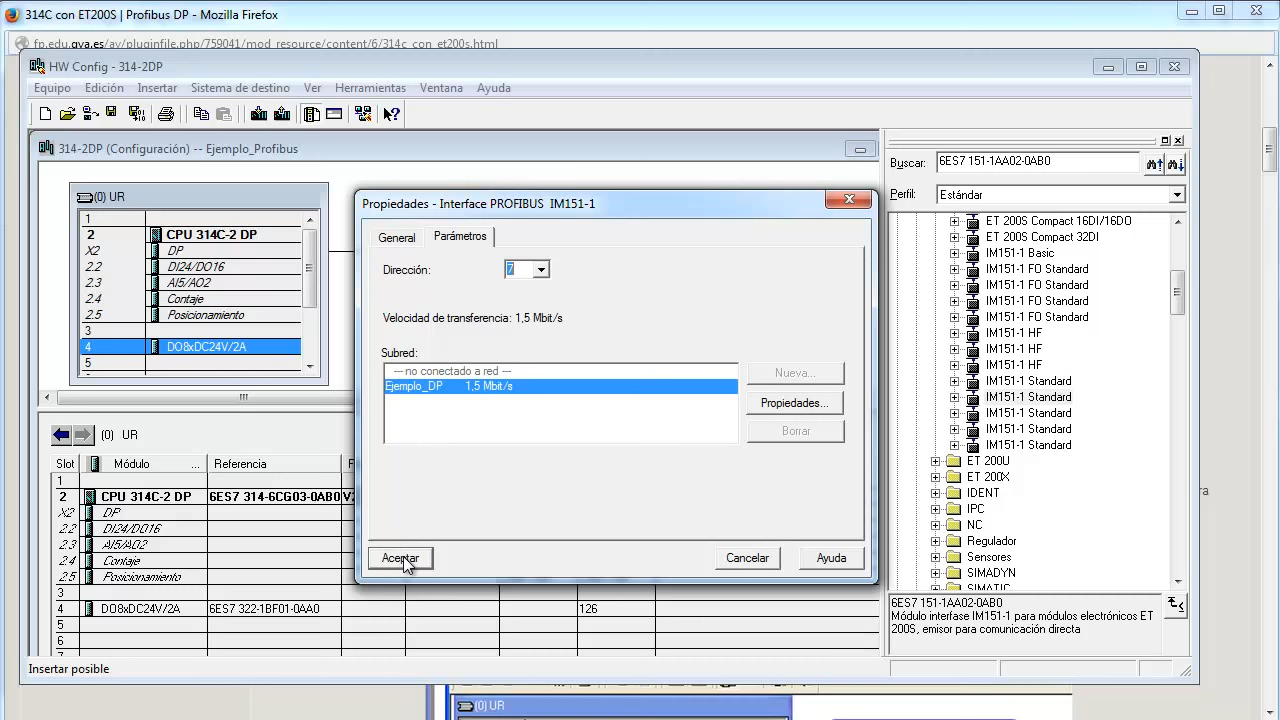 314C con ET200S | Profibus DP - Mozilla Firefox
fp.edu.gva.es/av/pluginfile.php/759041/mod_resource/content/6/314c_con_et200s.html
HW Config - 314-2DP
Equipo Edición Insertar Sistema de destino Ver Herramientas Ventana Ayuda
314-2DP (Configuración) -- Ejemplo_Profibus
(0) UR
1
2 CPU 314C-2 DP
X2 DP
2.2 DI24/DO16
2.3 AI5/AO2
2.4 Contaje
2.5 Posicionamiento
3
4 DO8xDC24V/2A
5
Propiedades - Interface PROFIBUS IM151-1
General Parámetros
Dirección: 7
Velocidad de transferencia: 1,5 Mbit/s
Subred:
--- no conectado a red ---
Ejemplo_DP 1,5 Mbit/s
Nueva...
Propiedades...
Borrar
Aceptar Cancelar Ayuda
Buscar: 6ES7 151-1AA02-0AB0
Perfil: Estándar
ET 200S Compact 16DI/16DO
ET 200S Compact 32DI
IM151-1 Basic
IM151-1 FO Standard
IM151-1 FO Standard
IM151-1 FO Standard
IM151-1 FO Standard
IM151-1 HF
IM151-1 HF
IM151-1 HF
IM151-1 Standard
IM151-1 Standard
IM151-1 Standard
IM151-1 Standard
IM151-1 Standard
ET 200U
ET 200X
IDENT
IPC
NC
Regulador
Sensores
SIMADYN
SIMATIC
6ES7 151-1AA02-0AB0
Módulo interfase IM151-1 para módulos electrónicos ET
200S, emisor para comunicación directa
(0) UR
Slot Módulo ... Referencia
1
2 CPU 314C-2 DP 6ES7 314-6CG03-0AB0
X2 DP
2.2 DI24/DO16
2.3 AI5/AO2
2.4 Contaje
2.5 Posicionamiento
3
4 DO8xDC24V/2A 6ES7 322-1BF01-0AA0 126
5
6
7
Insertar posible
(0) UR